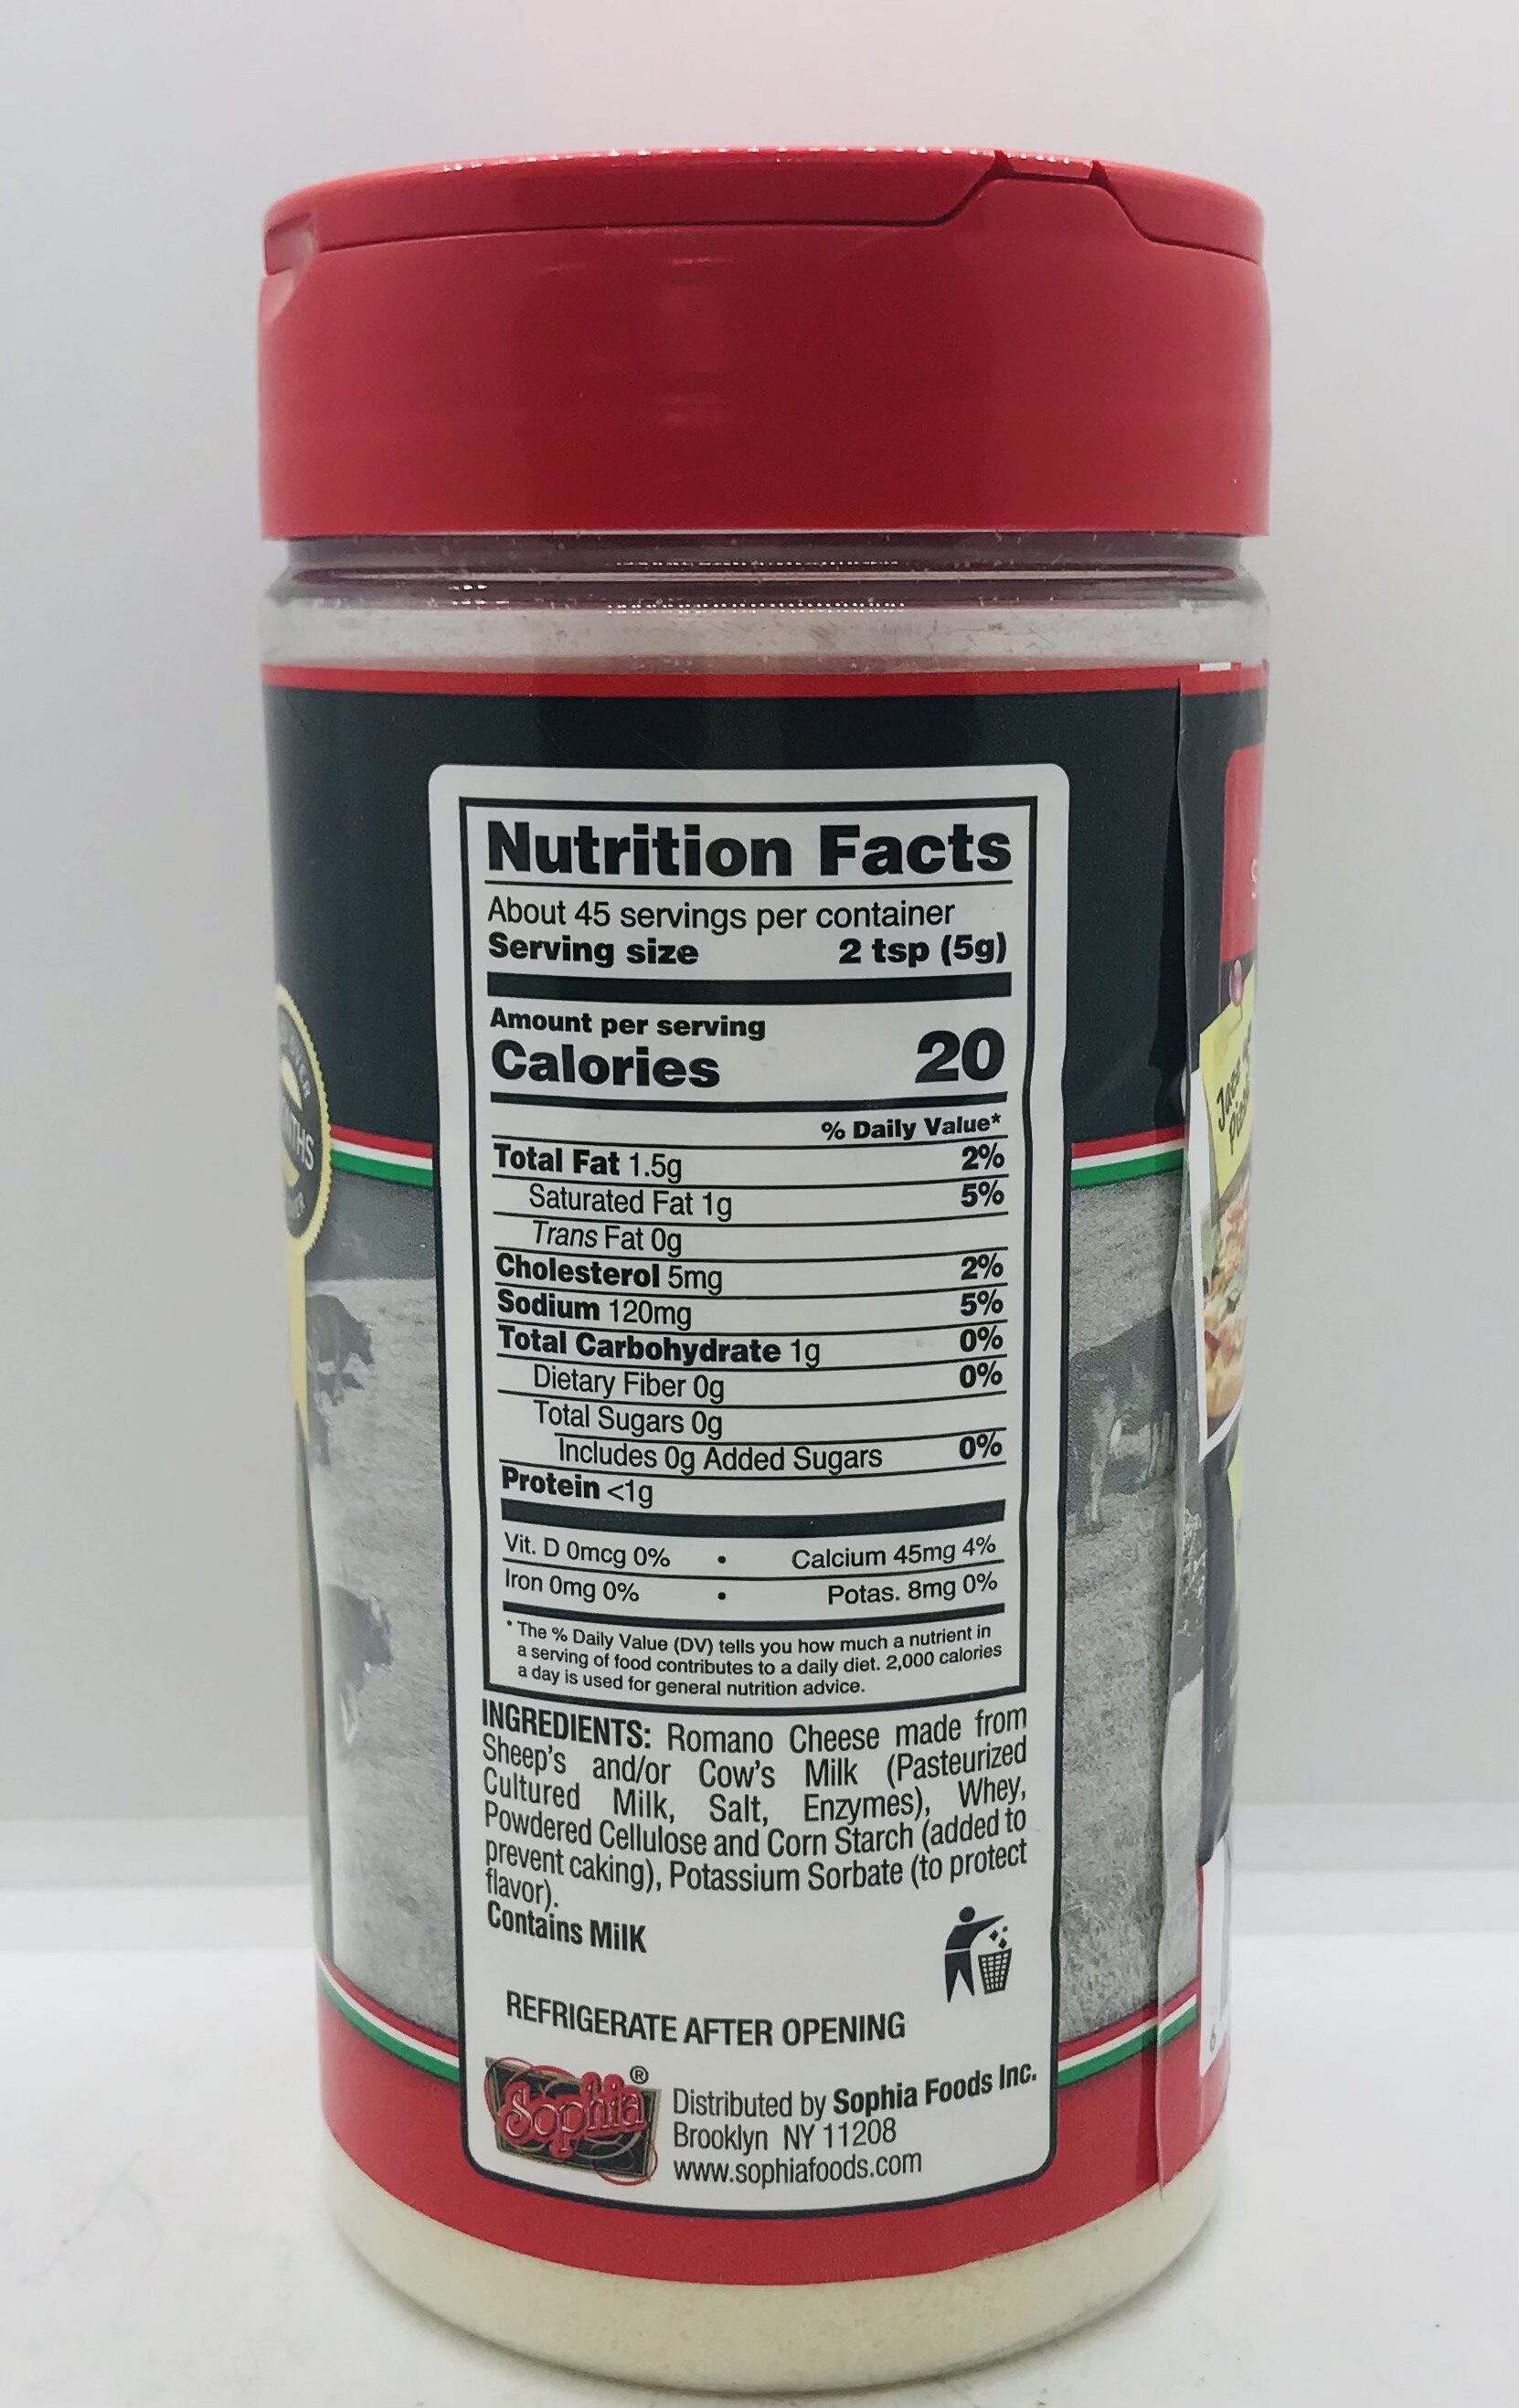 Nutrition Facts
About 45 servings per container
Serving size 2 tsp (5g)
Amount per serving
Calories 20
% Daily Value*
Total Fat 1.5g 2%
Saturated Fat 1g 5%
Trans Fat 0g
Cholesterol 5mg 2%
Sodium 120mg 5%
Total Carbohydrate 1g 0%
Dietary Fiber 0g 0%
Total Sugars 0g
Includes 0g Added Sugars 0%
Protein <1g
Vit. D 0mcg 0% • Calcium 45mg 4%
Iron 0mg 0% • Potas. 8mg 0%
* The % Daily Value (DV) tells you how much a nutrient in
a serving of food contributes to a daily diet. 2,000 calories
a day is used for general nutrition advice.
INGREDIENTS: Romano Cheese made from
Sheep's and/or Cow's Milk (Pasteurized
Cultured Milk, Salt, Enzymes), Whey,
Powdered Cellulose and Corn Starch (added to
prevent caking), Potassium Sorbate (to protect
flavor).
Contains MilK
REFRIGERATE AFTER OPENING
Sophia ®
Distributed by Sophia Foods Inc.
Brooklyn NY 11208
www.sophiafoods.com